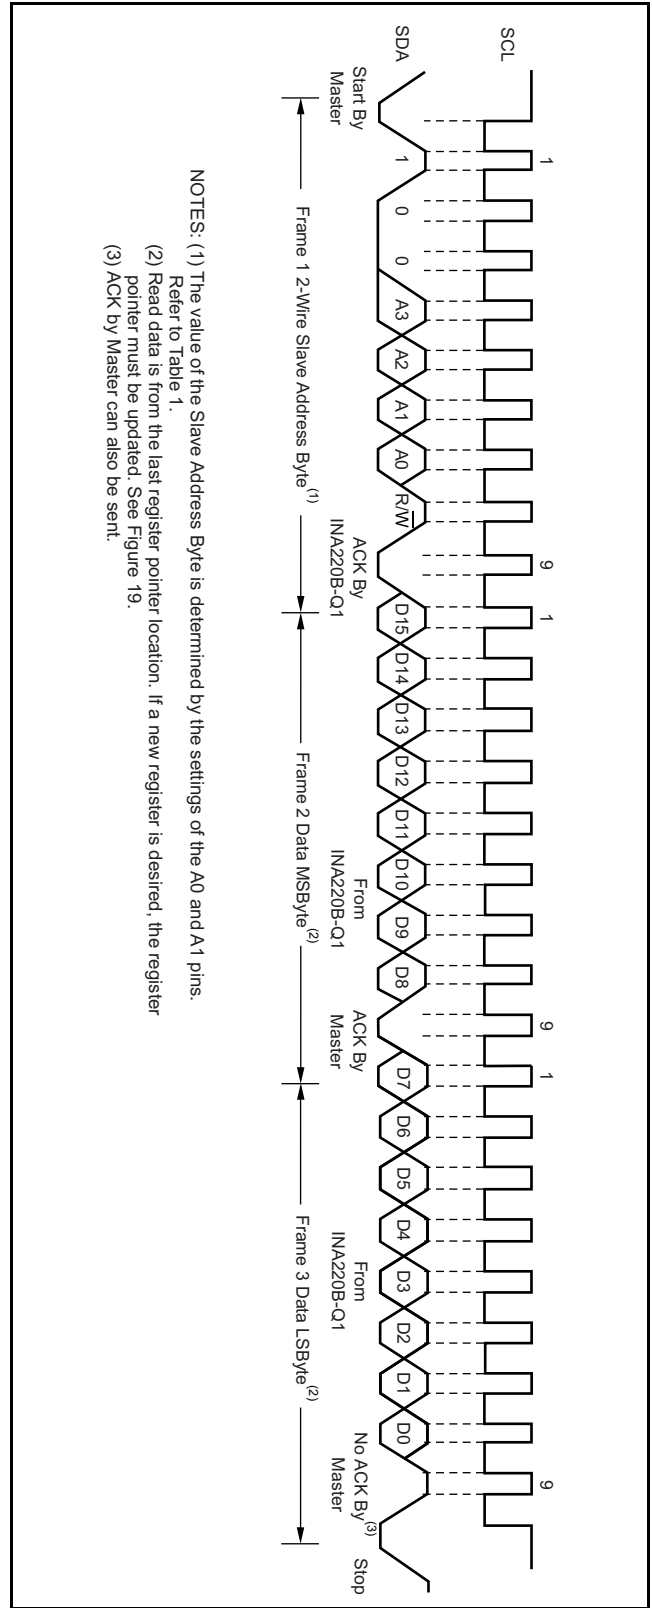 1 9 1 9 1 9
SCL
SDA
1 0 0 A3 A2 A1 A0 R/W D15 D14 D13 D12 D11 D10 D9 D8 D7 D6 D5 D4 D3 D2 D1 D0
Start By
Master
ACK By
INA220B-Q1
From
INA220B-Q1
ACK By
Master
From
INA220B-Q1
No ACK By(3)
Master
Stop
Frame 1 2-Wire Slave Address Byte(1)
Frame 2 Data MSByte(2)
Frame 3 Data LSByte(2)
NOTES: (1) The value of the Slave Address Byte is determined by the settings of the A0 and A1 pins.
Refer to Table 1.
(2) Read data is from the last register pointer location. If a new register is desired, the register
pointer must be updated. See Figure 19.
(3) ACK by Master can also be sent.